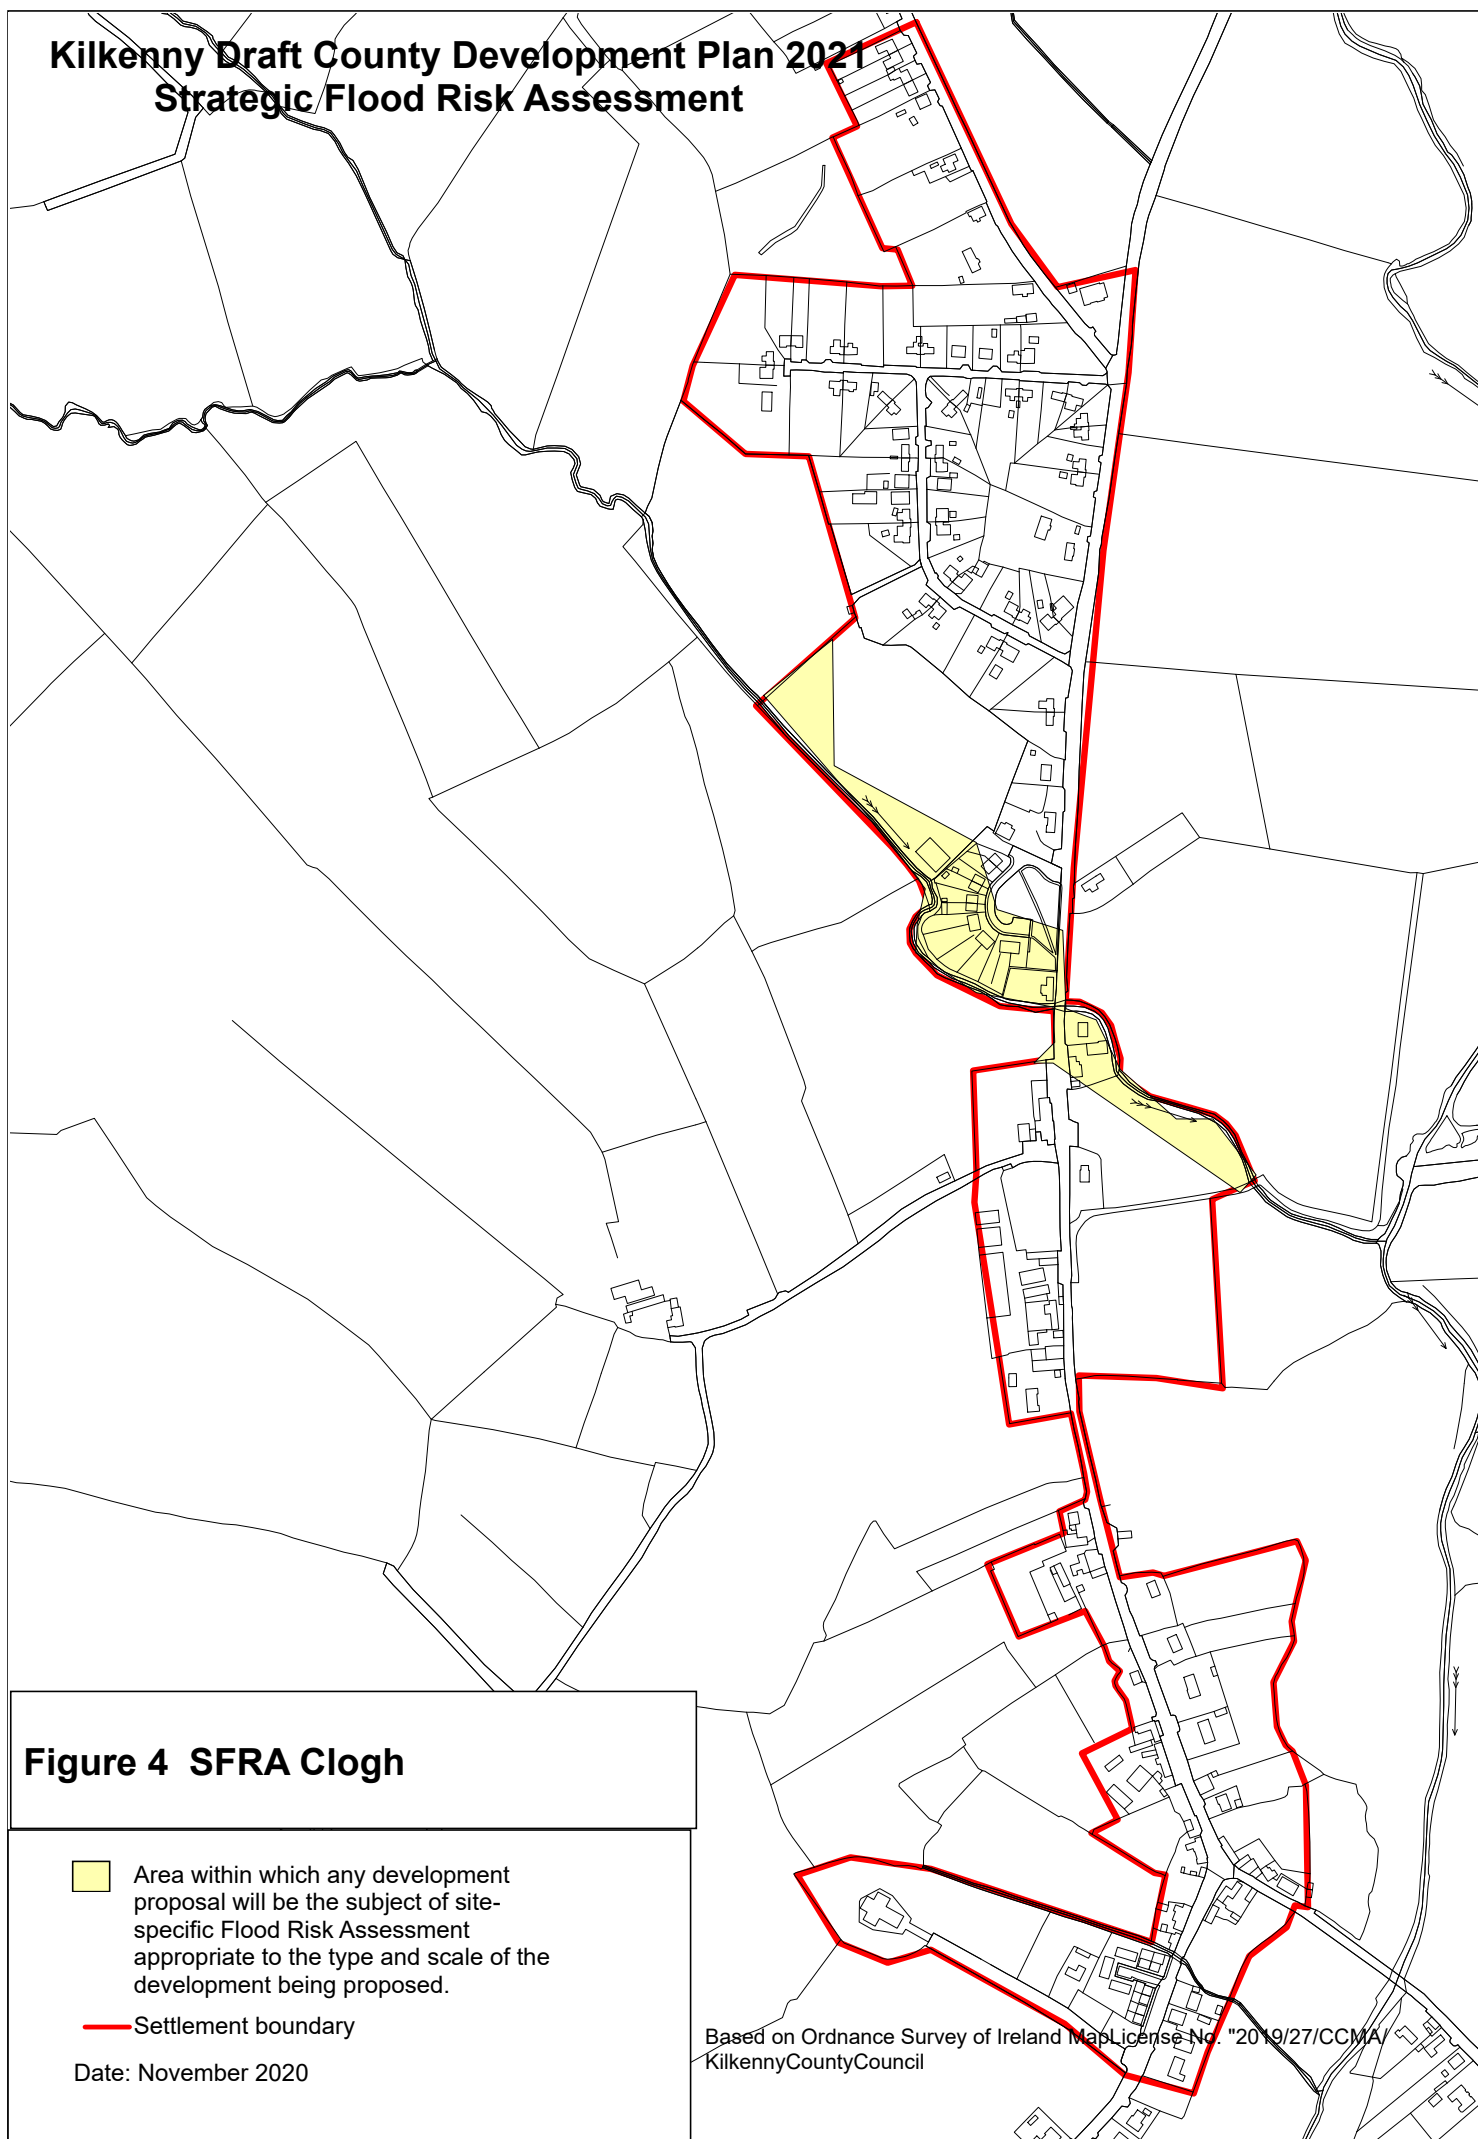 Kilkenny Draft County Development Plan 2021
Strategic Flood Risk Assessment
Figure 4 SFRA Clogh
Area within which any development
proposal will be the subject of site-
specific Flood Risk Assessment
appropriate to the type and scale of the
development being proposed.
Settlement boundary
Date: November 2020
Based on Ordnance Survey of Ireland MapLicense No. "2019/27/CCMA/
KilkennyCountyCouncil